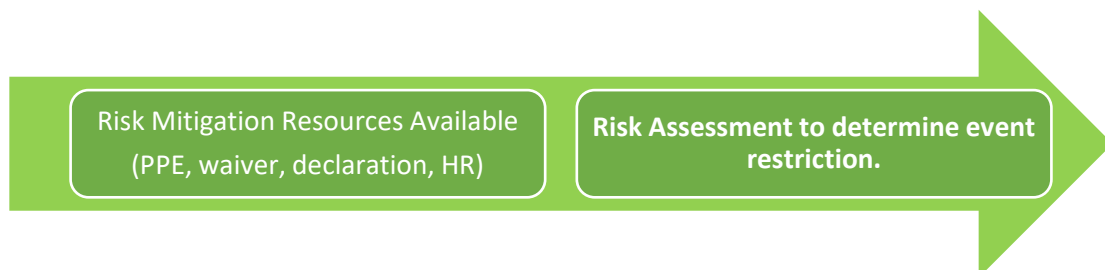 Risk Mitigation Resources Available
(PPE, waiver, declaration, HR)
Risk Assessment to determine event
restriction.